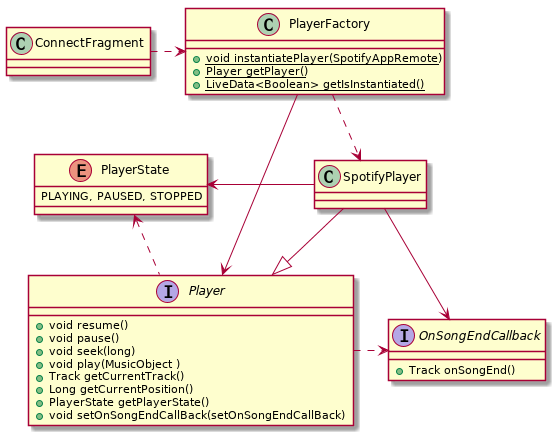 C ConnectFragment
C PlayerFactory
void instantiatePlayer(SpotifyAppRemote)
Player getPlayer()
LiveData<Boolean> getIsInstantiated()
E PlayerState
PLAYING, PAUSED, STOPPED
C SpotifyPlayer
I Player
void resume()
void pause()
void seek(long)
void play(MusicObject )
Track getCurrentTrack()
Long getCurrentPosition()
PlayerState getPlayerState()
void setOnSongEndCallBack(setOnSongEndCallBack)
I OnSongEndCallback
Track onSongEnd()